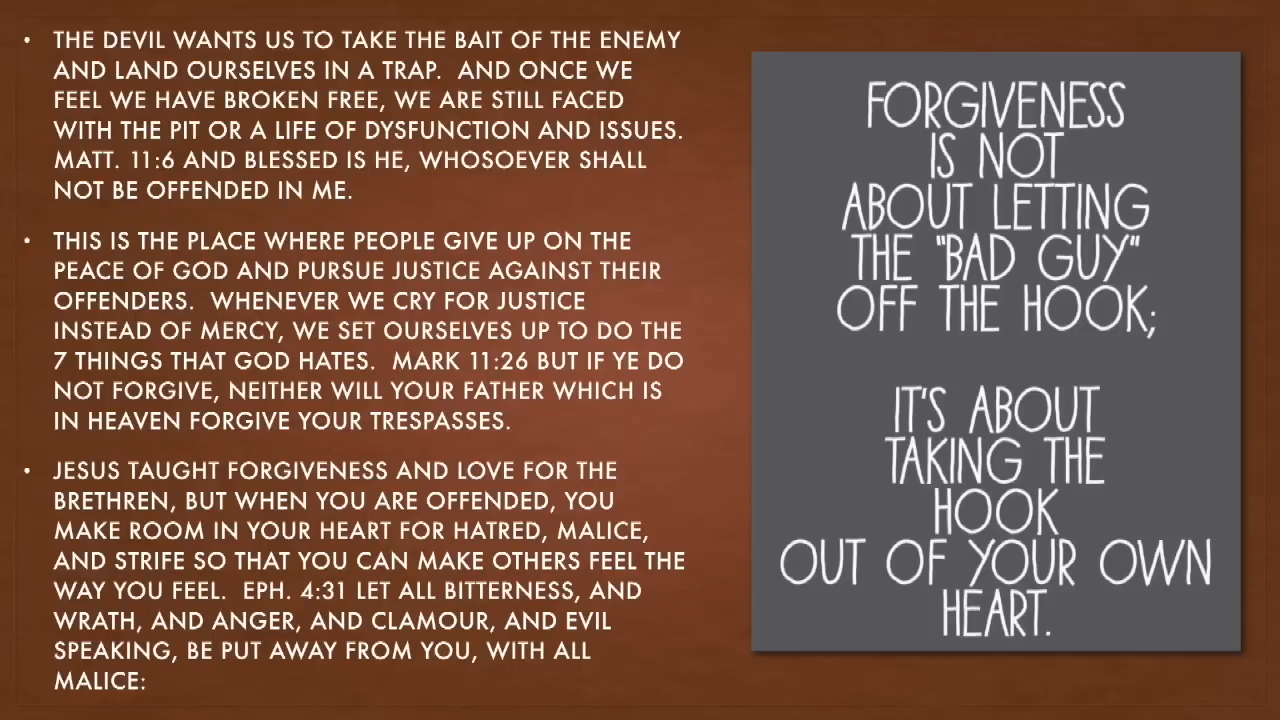 • THE DEVIL WANTS US TO TAKE THE BAIT OF THE ENEMY
AND LAND OURSELVES IN A TRAP. AND ONCE WE
FEEL WE HAVE BROKEN FREE, WE ARE STILL FACED
WITH THE PIT OR A LIFE OF DYSFUNCTION AND ISSUES.
MATT. 11:6 AND BLESSED IS HE, WHOSOEVER SHALL
NOT BE OFFENDED IN ME.
• THIS IS THE PLACE WHERE PEOPLE GIVE UP ON THE
PEACE OF GOD AND PURSUE JUSTICE AGAINST THEIR
OFFENDERS. WHENEVER WE CRY FOR JUSTICE
INSTEAD OF MERCY, WE SET OURSELVES UP TO DO THE
7 THINGS THAT GOD HATES. MARK 11:26 BUT IF YE DO
NOT FORGIVE, NEITHER WILL YOUR FATHER WHICH IS
IN HEAVEN FORGIVE YOUR TRESPASSES.
• JESUS TAUGHT FORGIVENESS AND LOVE FOR THE
BRETHREN, BUT WHEN YOU ARE OFFENDED, YOU
MAKE ROOM IN YOUR HEART FOR HATRED, MALICE,
AND STRIFE SO THAT YOU CAN MAKE OTHERS FEEL THE
WAY YOU FEEL. EPH. 4:31 LET ALL BITTERNESS, AND
WRATH, AND ANGER, AND CLAMOUR, AND EVIL
SPEAKING, BE PUT AWAY FROM YOU, WITH ALL
MALICE:
FORGIVENESS
IS NOT
ABOUT LETTING
THE "BAD GUY"
OFF THE HOOK;
IT'S ABOUT
TAKING THE
HOOK
OUT OF YOUR OWN
HEART.